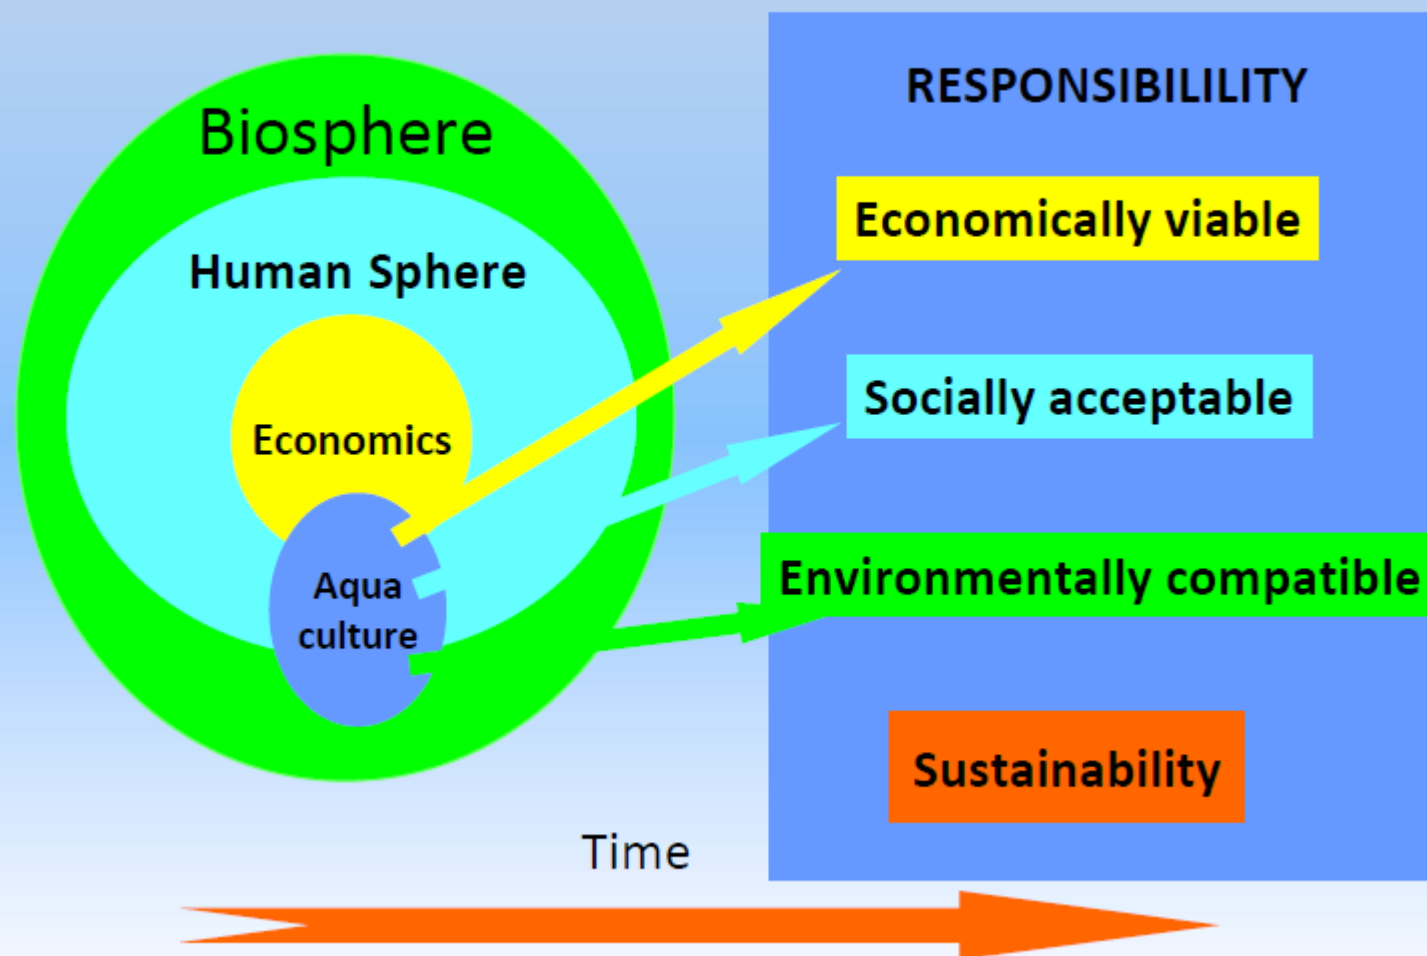 Biosphere
Human Sphere
Economics
Aqua
culture
RESPONSIBILILITY
Economically viable
Socially acceptable
Environmentally compatible
Sustainability
Time